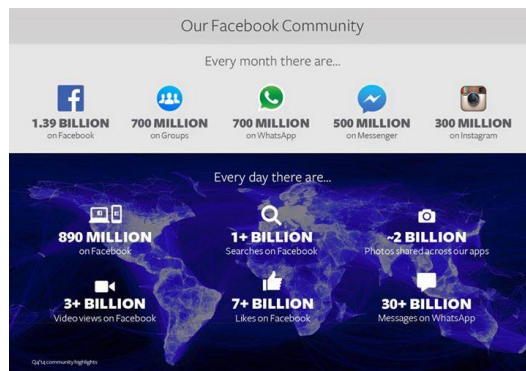 Our Facebook Community
Every month there are...
1.39 BILLION
on Facebook
700 MILLION
on Groups
700 MILLION
on WhatsApp
500 MILLION
on Messenger
300 MILLION
on Instagram
Every day there are...
890 MILLION
on Facebook
1+ BILLION
Searches on Facebook
~2 BILLION
Photos shared across our apps
3+ BILLION
Video views on Facebook
7+ BILLION
Likes on Facebook
30+ BILLION
Messages on WhatsApp
Q4'14 community highlights